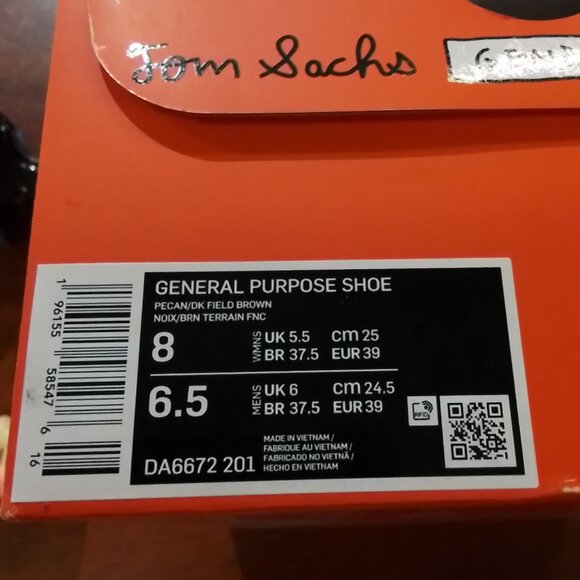 Tom Sachs
GENERAL PURPOSE SHOE
PECAN/DK FIELD BROWN
NOIX/BRN TERRAIN FNC
8 WMNS UK 5.5 cm 25
BR 37.5 EUR 39
6.5 MENS UK 6 cm 24.5
BR 37.5 EUR 39
RFID
MADE IN VIETNAM /
FABRIQUE AU VIETNAM /
FABRICADO NO VIETNÃ /
HECHO EN VIETNAM
DA6672 201
1 96155 58547 6 16